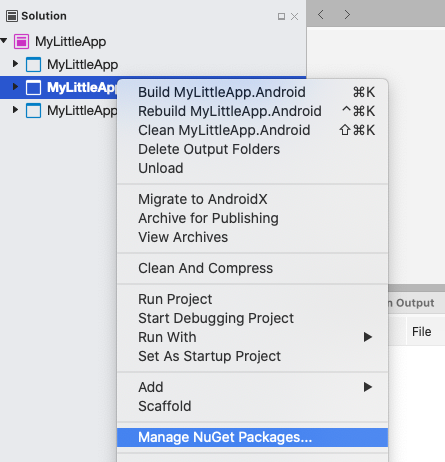 Solution
MyLittleApp
MyLittleApp
MyLittleApp
MyLittleApp
Build MyLittleApp.Android ⌘K
Rebuild MyLittleApp.Android ^⌘K
Clean MyLittleApp.Android ⇧⌘K
Delete Output Folders
Unload
Migrate to AndroidX
Archive for Publishing
View Archives
Clean And Compress
Run Project
Start Debugging Project
Run With
Set As Startup Project
Add
Scaffold
Manage NuGet Packages...
Output
File